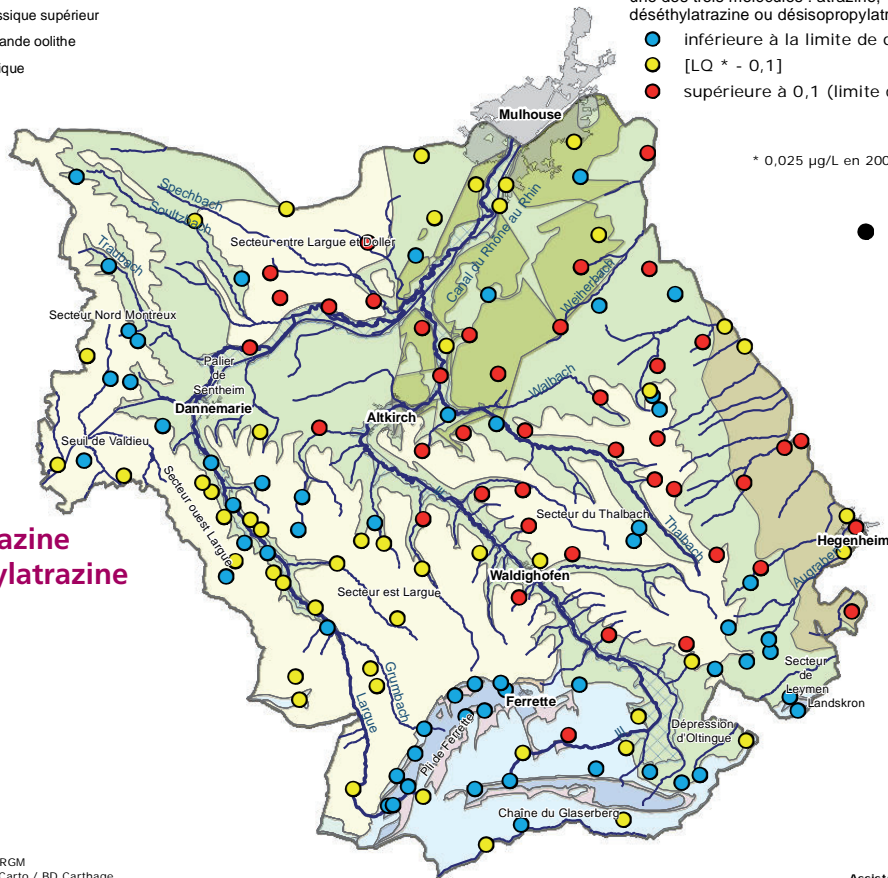 ssique supérieur
ande oolithe
ique
une des trois molécules : atrazine,
déséthylatrazine ou désisopropylatr
inférieure à la limite de
[LQ * - 0,1]
supérieure à 0,1 (limite
* 0,025 µg/L en 200
Mulhouse
Spechbach
Soultzbach
Secteur entre Largue et Doller
Canal du Rhône au Rhin
Traubach
Weiherbach
Secteur Nord Montreux
Palier
de
Sentheim
Dannemarie
Altkirch
Walbach
Seuil de Valdieu
Secteur ouest Largue
Ill
Secteur du Thalbach
Thalbach
Hegenheim
Augraben
azine
ylatrazine
Waldighofen
Secteur est Largue
Grumbach
Largue
Secteur
de
Leymen
Landskron
Ferrette
Pli de Ferrette
Ill
Dépression
d'Oltingue
Chaîne du Glaserberg
RGM
Carto / BD Carthage
Assist